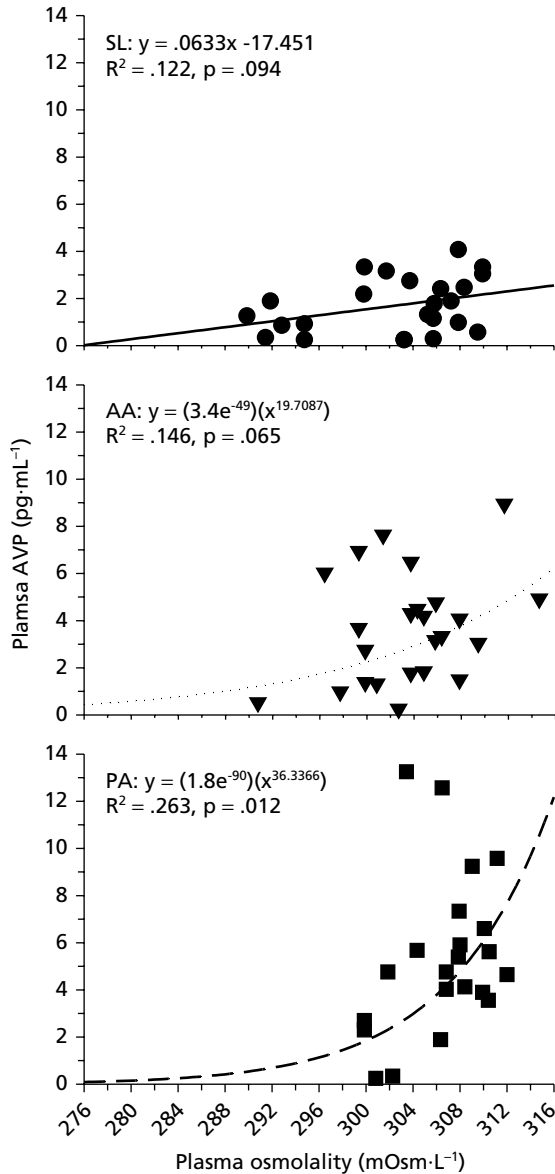 14
12
10
8
6
4
2
0
SL: y = .0633x -17.451
R² = .122, p = .094
14
12
10
8
6
4
2
0
AA: y = (3.4e⁻⁴⁹)(x¹⁹·⁷⁰⁸⁷)
R² = .146, p = .065
Plamsa AVP (pg·mL⁻¹)
14
12
10
8
6
4
2
0
PA: y = (1.8e⁻⁹⁰)(x³⁶·³³⁶⁶)
R² = .263, p = .012
276 280 284 288 292 296 300 304 308 312 316
Plasma osmolality (mOsm·L⁻¹)